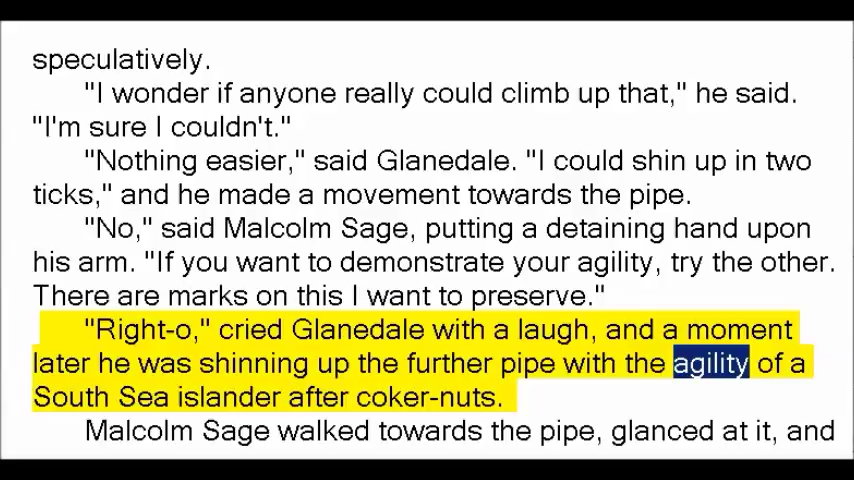 speculatively.
"I wonder if anyone really could climb up that," he said.
"I'm sure I couldn't."
"Nothing easier," said Glanedale. "I could shin up in two
ticks," and he made a movement towards the pipe.
"No," said Malcolm Sage, putting a detaining hand upon
his arm. "If you want to demonstrate your agility, try the other.
There are marks on this I want to preserve."
"Right-o," cried Glanedale with a laugh, and a moment
later he was shinning up the further pipe with the agility of a
South Sea islander after coker-nuts.
Malcolm Sage walked towards the pipe, glanced at it, and